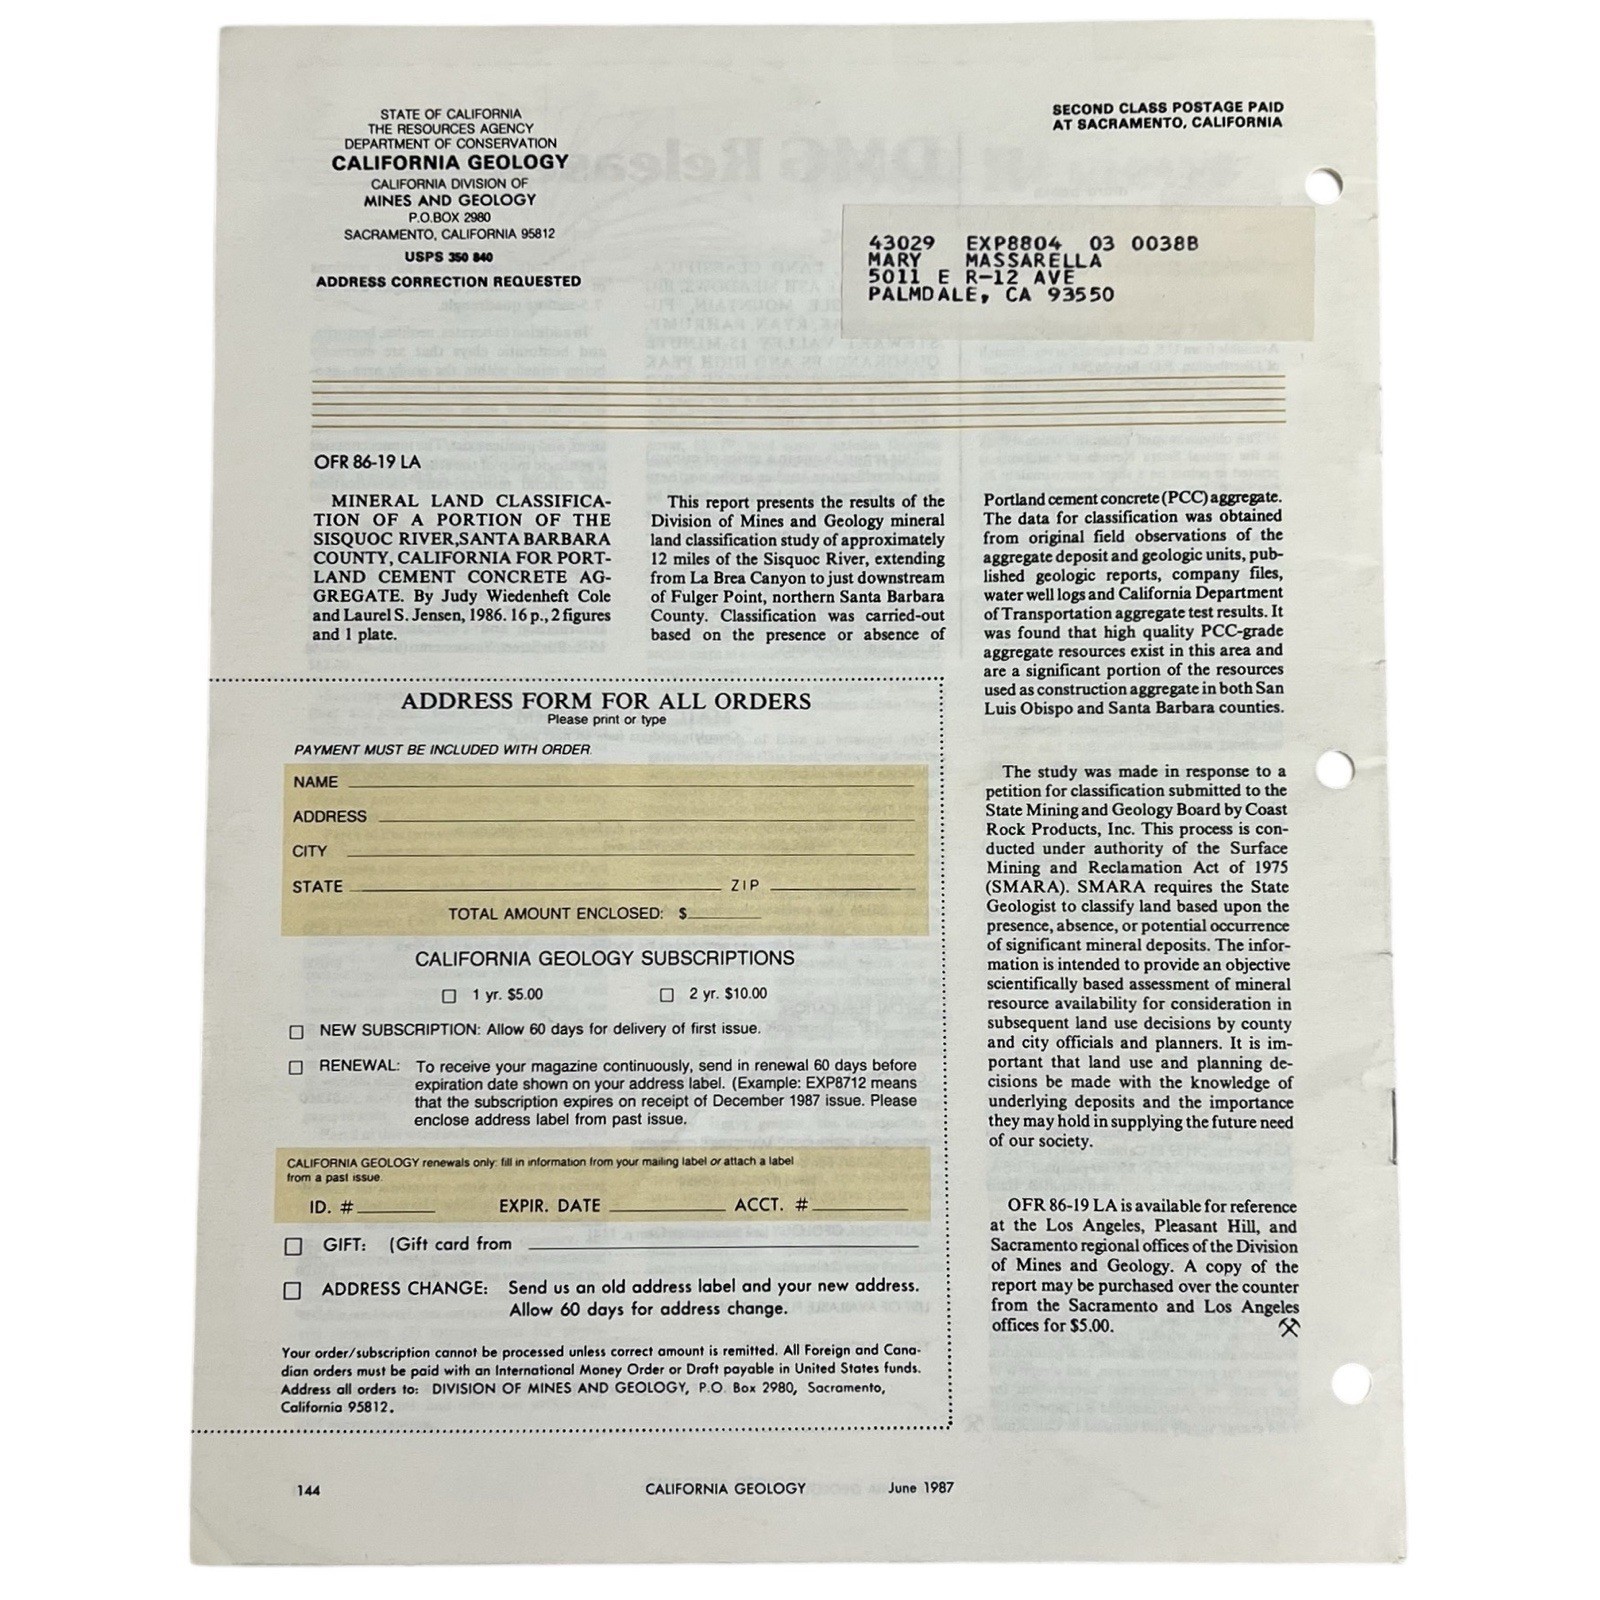 STATE OF CALIFORNIA
THE RESOURCES AGENCY
DEPARTMENT OF CONSERVATION
CALIFORNIA GEOLOGY
CALIFORNIA DIVISION OF
MINES AND GEOLOGY
P.O.BOX 2980
SACRAMENTO, CALIFORNIA 95812
USPS 350 840
ADDRESS CORRECTION REQUESTED
SECOND CLASS POSTAGE PAID
AT SACRAMENTO, CALIFORNIA
43029 EXP8804 03 0038B
MARY MASSARELLA
5011 E R-12 AVE
PALMDALE, CA 93550
OFR 86-19 LA
MINERAL LAND CLASSIFICA-
TION OF A PORTION OF THE
SISQUOC RIVER,SANTA BARBARA
COUNTY, CALIFORNIA FOR PORT-
LAND CEMENT CONCRETE AG-
GREGATE. By Judy Wiedenheft Cole
and Laurel S. Jensen, 1986. 16 p., 2 figures
and 1 plate.
This report presents the results of the
Division of Mines and Geology mineral
land classification study of approximately
12 miles of the Sisquoc River, extending
from La Brea Canyon to just downstream
of Fulger Point, northern Santa Barbara
County. Classification was carried-out
based on the presence or absence of
Portland cement concrete (PCC) aggregate.
The data for classification was obtained
from original field observations of the
aggregate deposit and geologic units, pub-
lished geologic reports, company files,
water well logs and California Department
of Transportation aggregate test results. It
was found that high quality PCC-grade
aggregate resources exist in this area and
are a significant portion of the resources
used as construction aggregate in both San
Luis Obispo and Santa Barbara counties.
The study was made in response to a
petition for classification submitted to the
State Mining and Geology Board by Coast
Rock Products, Inc. This process is con-
ducted under authority of the Surface
Mining and Reclamation Act of 1975
(SMARA). SMARA requires the State
Geologist to classify land based upon the
presence, absence, or potential occurrence
of significant mineral deposits. The infor-
mation is intended to provide an objective
scientifically based assessment of mineral
resource availability for consideration in
subsequent land use decisions by county
and city officials and planners. It is im-
portant that land use and planning de-
cisions be made with the knowledge of
underlying deposits and the importance
they may hold in supplying the future need
of our society.
OFR 86-19 LA is available for reference
at the Los Angeles, Pleasant Hill, and
Sacramento regional offices of the Division
of Mines and Geology. A copy of the
report may be purchased over the counter
from the Sacramento and Los Angeles
offices for $5.00.
ADDRESS FORM FOR ALL ORDERS
Please print or type
PAYMENT MUST BE INCLUDED WITH ORDER.
NAME
ADDRESS
CITY
STATE ZIP
TOTAL AMOUNT ENCLOSED: $
CALIFORNIA GEOLOGY SUBSCRIPTIONS
1 yr. $5.00 2 yr. $10.00
NEW SUBSCRIPTION: Allow 60 days for delivery of first issue.
RENEWAL: To receive your magazine continuously, send in renewal 60 days before
expiration date shown on your address label. (Example: EXP8712 means
that the subscription expires on receipt of December 1987 issue. Please
enclose address label from past issue.
CALIFORNIA GEOLOGY renewals only: fill in information from your mailing label or attach a label
from a past issue.
ID. # EXPIR. DATE ACCT. #
GIFT: (Gift card from
ADDRESS CHANGE: Send us an old address label and your new address.
Allow 60 days for address change.
Your order/subscription cannot be processed unless correct amount is remitted. All Foreign and Cana-
dian orders must be paid with an International Money Order or Draft payable in United States funds.
Address all orders to: DIVISION OF MINES AND GEOLOGY, P.O. Box 2980, Sacramento,
California 95812.
144 CALIFORNIA GEOLOGY June 1987